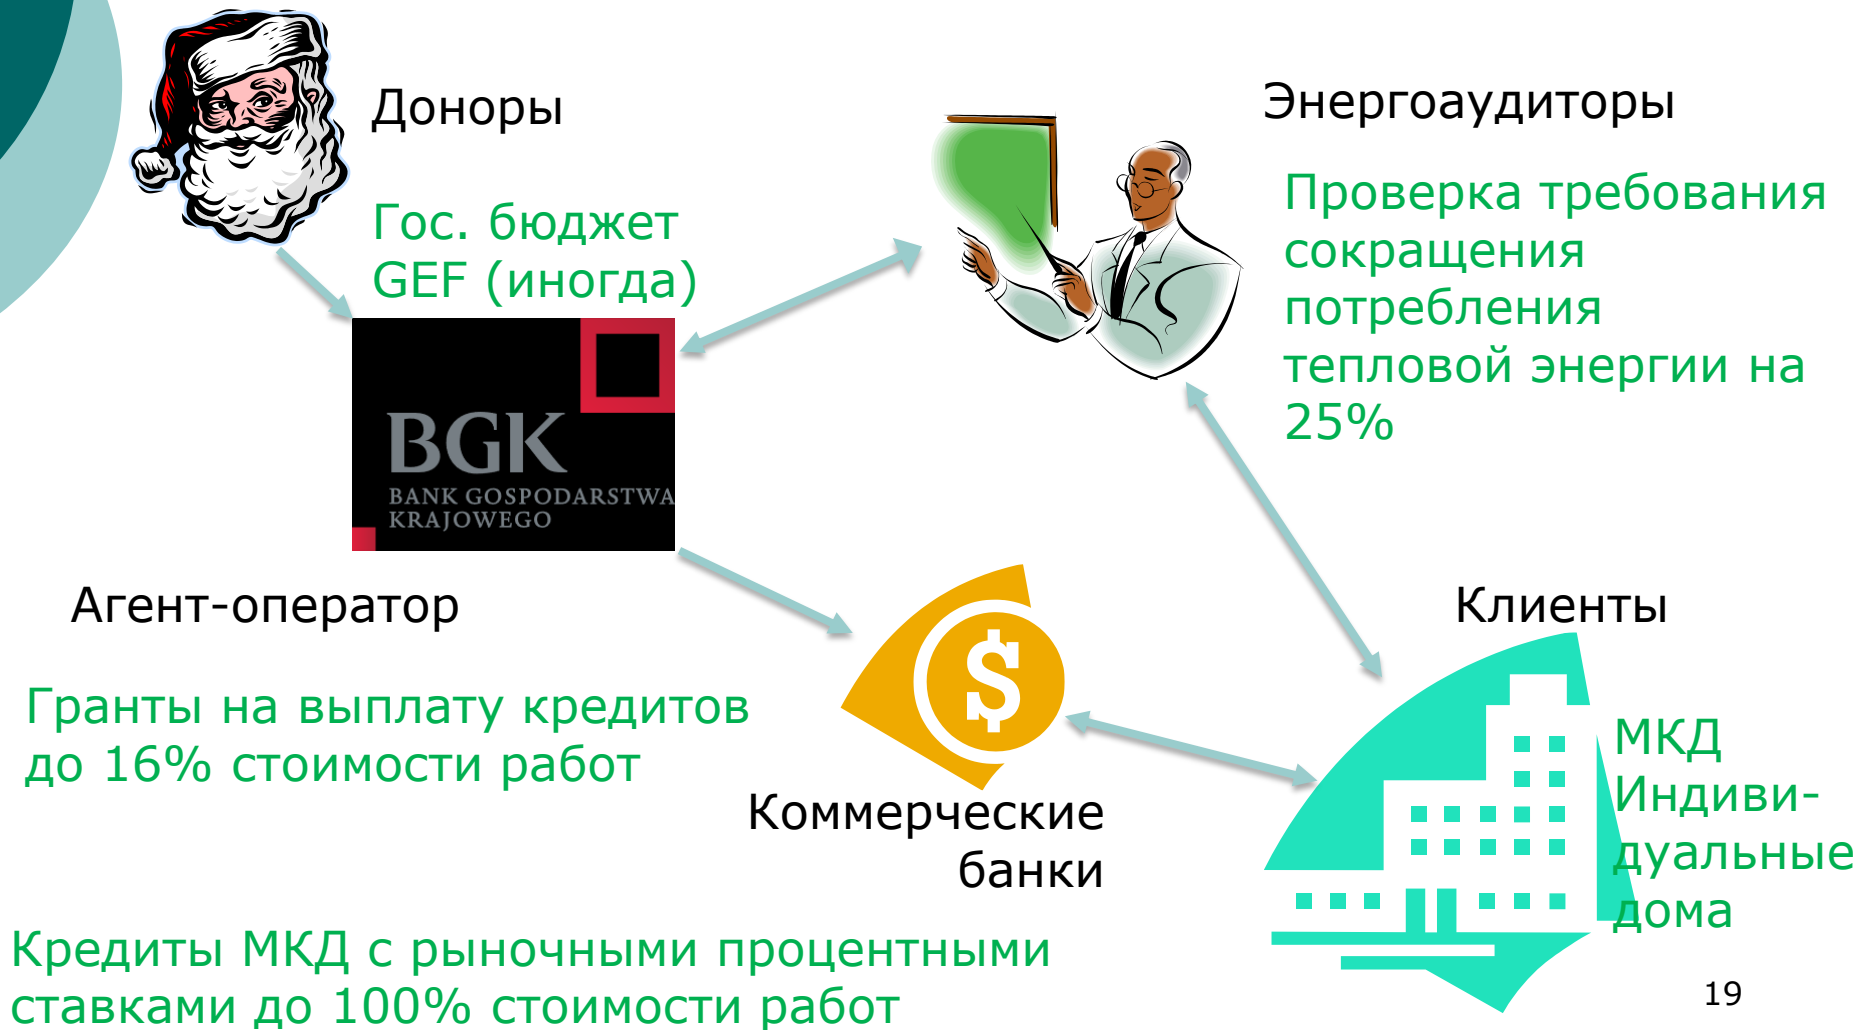 Доноры
Гос. бюджет
GEF (иногда)
Энергоаудиторы
Проверка требования
сокращения
потребления
тепловой энергии на
25%
BGK
BANK GOSPODARSTWA
KRAJOWEGO
Агент-оператор
Гранты на выплату кредитов
до 16% стоимости работ
$
Коммерческие
банки
Клиенты
МКД
Индиви-
дуальные
дома
Кредиты МКД с рыночными процентными
ставками до 100% стоимости работ
19